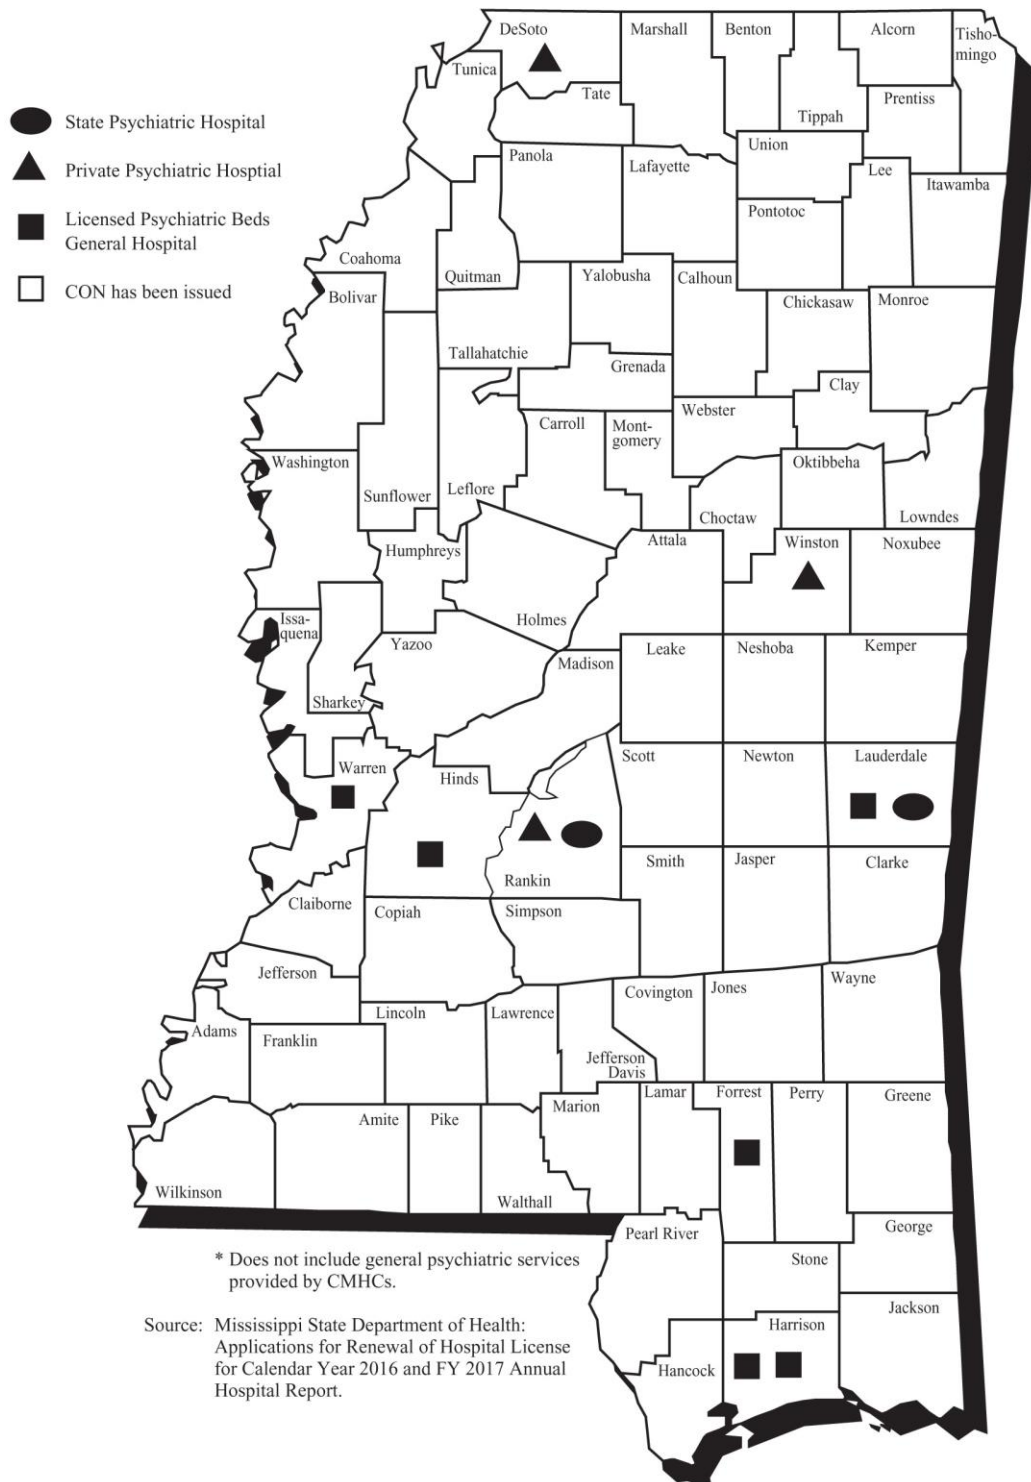 DeSoto
Marshall
Benton
Alcorn
Tisho-
mingo
Tunica
Tate
Tippah
Prentiss
State Psychiatric Hospital
Private Psychiatric Hosptial
Licensed Psychiatric Beds
General Hospital
CON has been issued
Panola
Lafayette
Union
Lee
Itawamba
Pontotoc
Coahoma
Quitman
Yalobusha
Calhoun
Bolivar
Chickasaw
Monroe
Tallahatchie
Grenada
Clay
Webster
Carroll
Mont-
gomery
Washington
Sunflower
Leflore
Oktibbeha
Choctaw
Lowndes
Humphreys
Attala
Winston
Noxubee
Issa-
quena
Holmes
Yazoo
Madison
Leake
Neshoba
Kemper
Sharkey
Warren
Hinds
Scott
Newton
Lauderdale
Rankin
Smith
Jasper
Clarke
Claiborne
Copiah
Simpson
Jefferson
Covington
Jones
Wayne
Adams
Franklin
Lincoln
Lawrence
Jefferson
Davis
Marion
Lamar
Forrest
Perry
Greene
Amite
Pike
Wilkinson
Walthall
Pearl River
George
Stone
Jackson
Harrison
Hancock
* Does not include general psychiatric services
provided by CMHCs.
Source: Mississippi State Department of Health:
Applications for Renewal of Hospital License
for Calendar Year 2016 and FY 2017 Annual
Hospital Report.